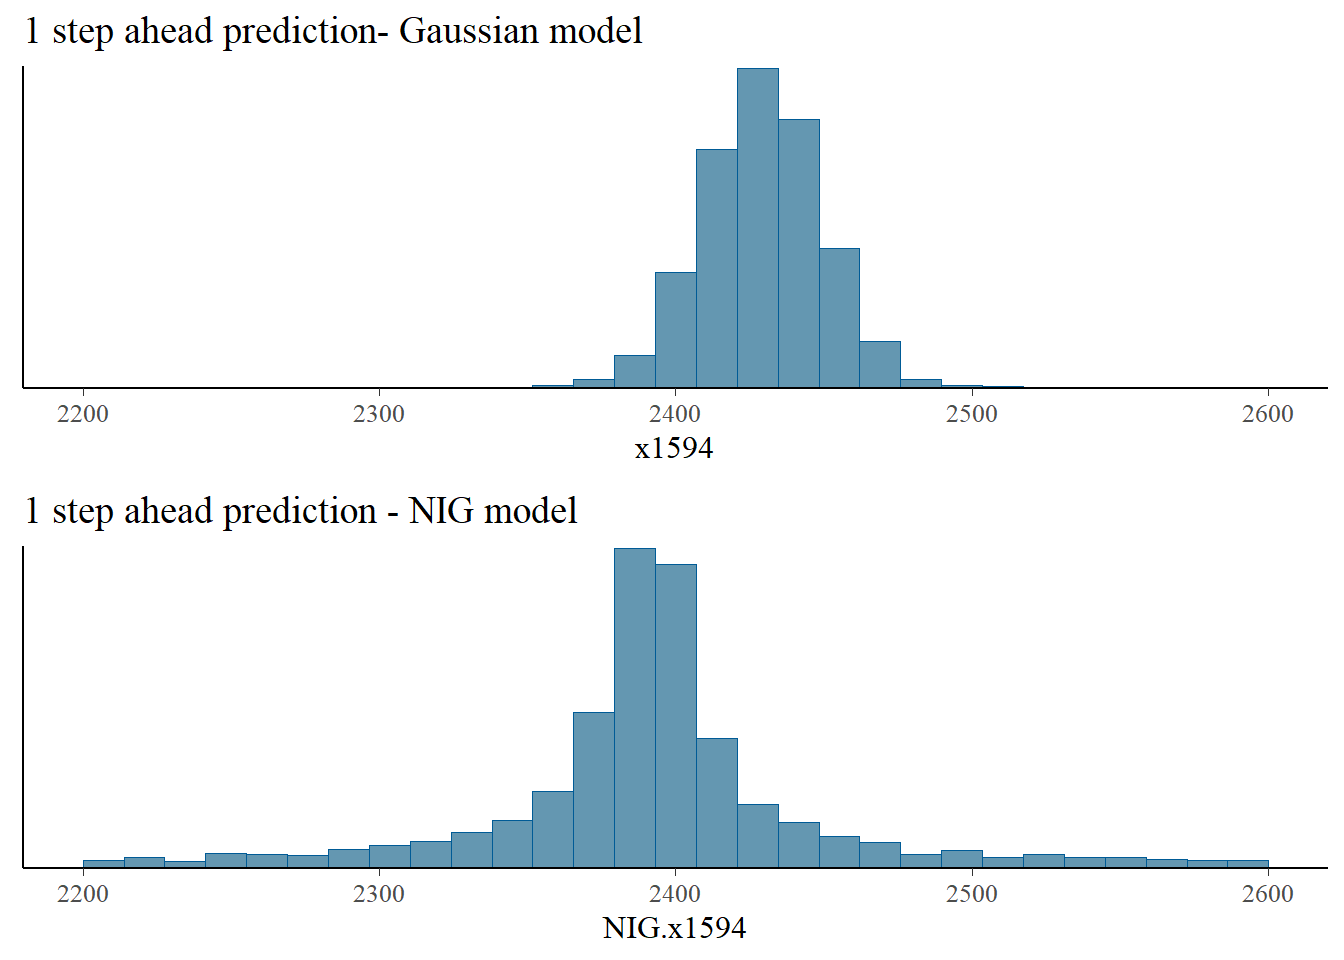 1 step ahead prediction- Gaussian model
2200 2300 2400 2500 2600
x1594
1 step ahead prediction - NIG model
2200 2300 2400 2500 2600
NIG.x1594